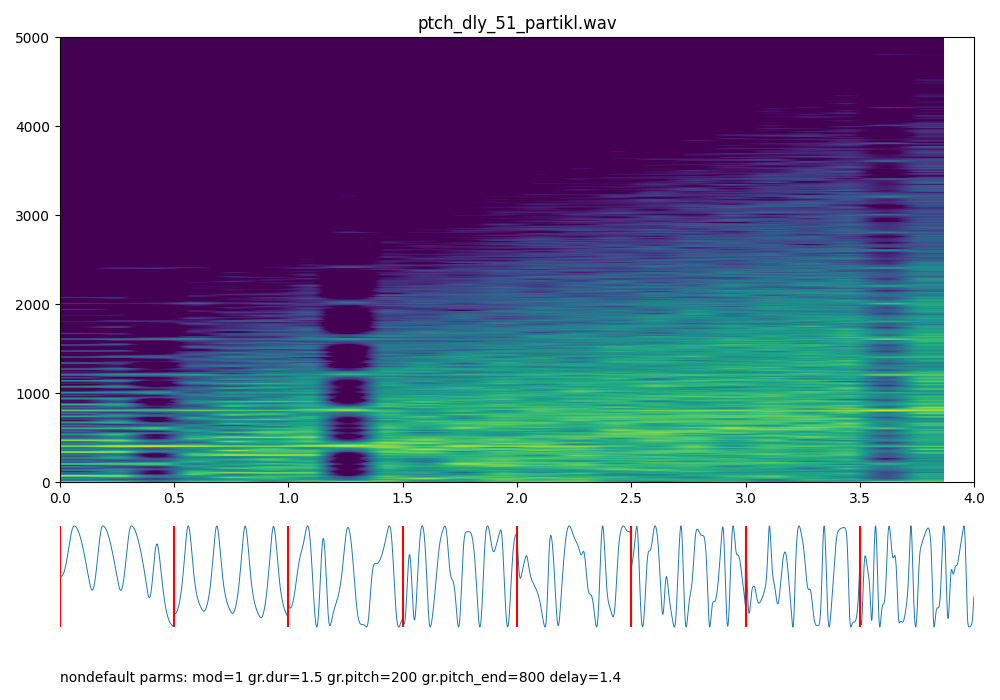 ptch_dly_51_partikl.wav
5000
4000
3000
2000
1000
0
0.0 0.5 1.0 1.5 2.0 2.5 3.0 3.5 4.0
nondefault parms: mod=1 gr.dur=1.5 gr.pitch=200 gr.pitch_end=800 delay=1.4